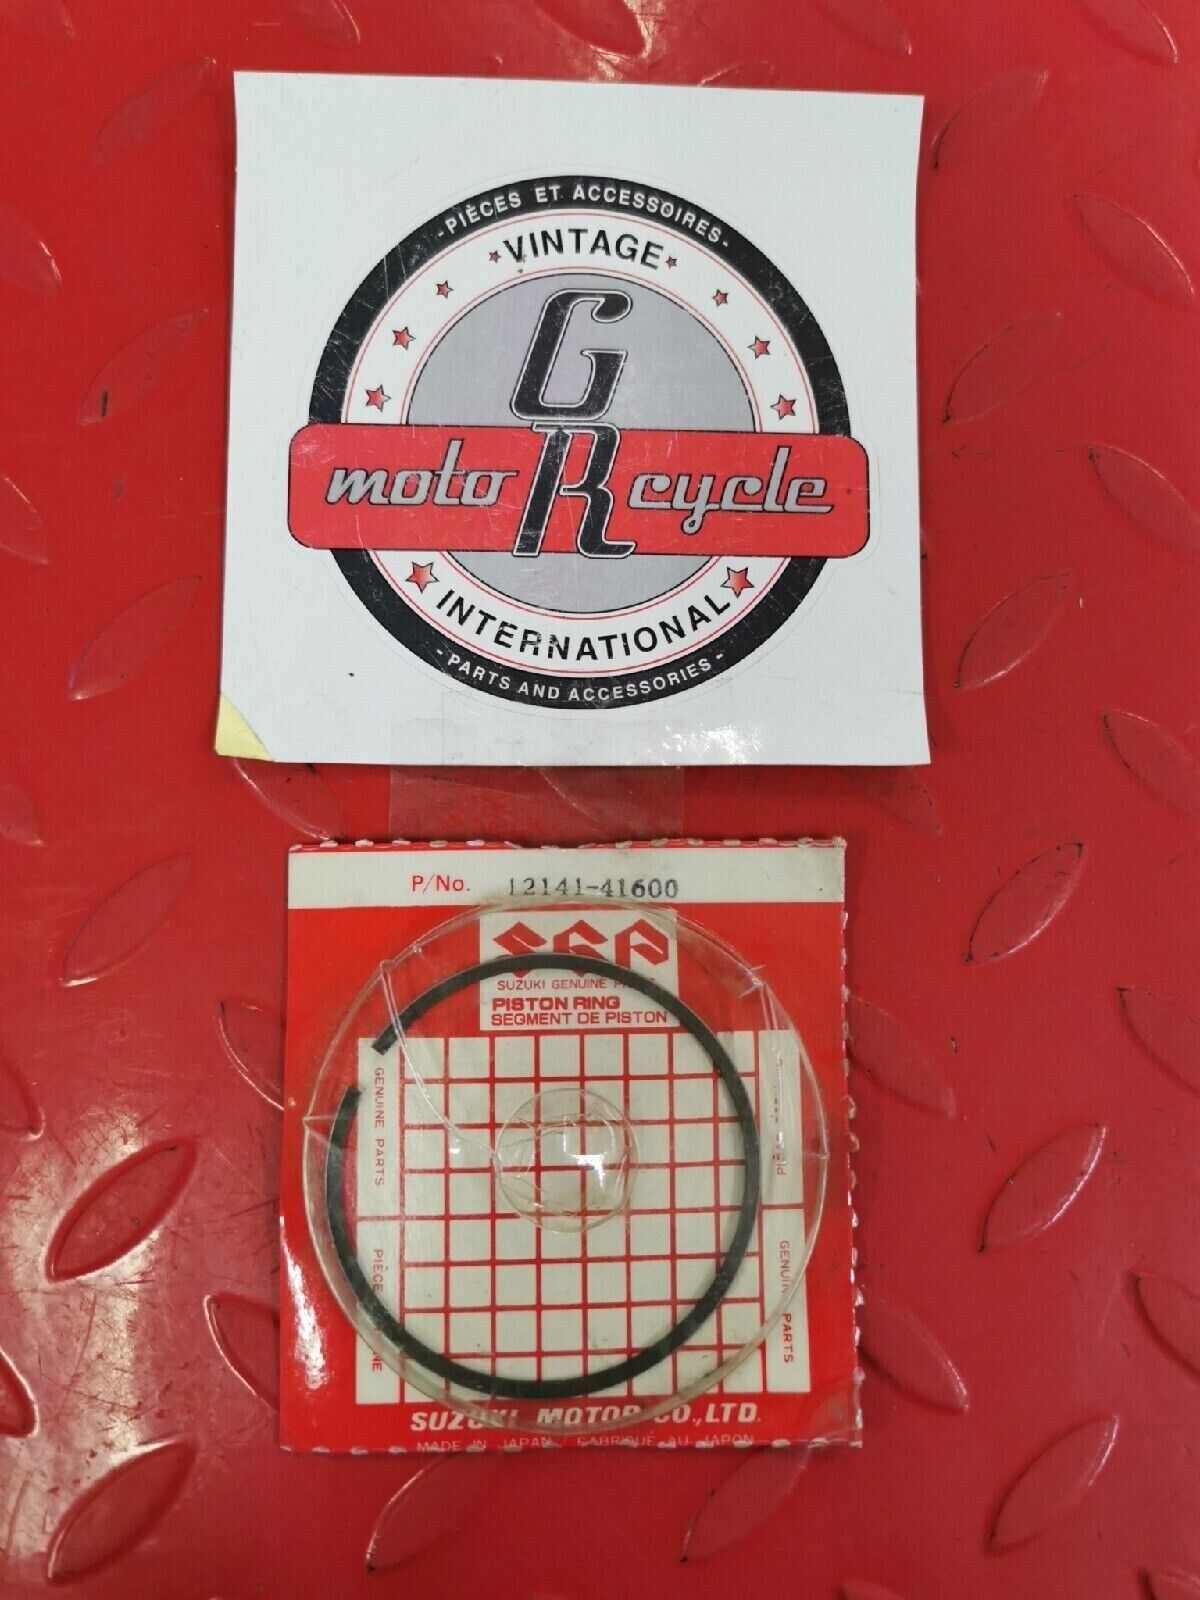 - PIÈCES ET ACCESSOIRES -
VINTAGE
GR
moto cycle
INTERNATIONAL
- PARTS AND ACCESSORIES -
P/No. 12141-41600
SGP
SUZUKI GENUINE
PISTON RING
SEGMENT DE PISTON
GENUINE PARTS
GENUINE PARTS
SUZUKI MOTOR CO., LTD.
MADE IN JAPAN / FABRIQUÉ AU JAPON